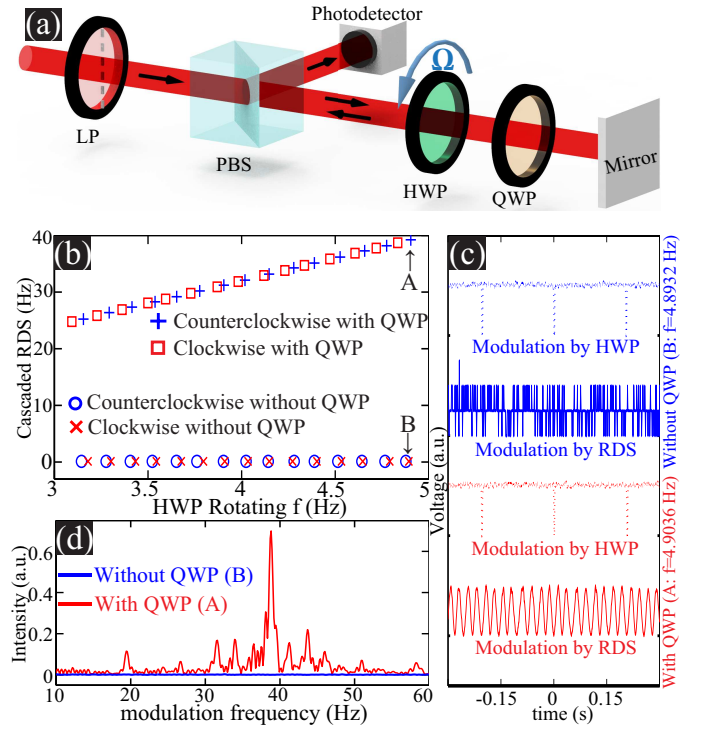 (a)
Photodetector
Ω
LP
PBS
HWP
QWP
Mirror
(b)
Cascaded RDS (Hz)
40
30
20
10
0
A
Counterclockwise with QWP
Clockwise with QWP
Counterclockwise without QWP
Clockwise without QWP
B
3
3.5
4
4.5
5
HWP Rotating f (Hz)
(c)
Voltage (a.u.)
Modulation by HWP
Modulation by RDS
Without QWP (B: f=4.8932 Hz)
Modulation by HWP
Modulation by RDS
With QWP (A: f=4.9036 Hz)
-0.15
0
0.15
time (s)
(d)
Intensity (a.u.)
0.6
0.4
0.2
0
Without QWP (B)
With QWP (A)
10
20
30
40
50
60
modulation frequency (Hz)